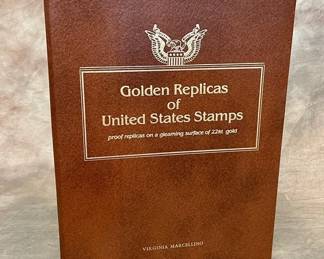 Golden Replicas
of
United States Stamps
proof replicas on a gleaming surface of 22kt. gold
VIRGINIA MARCELLINO